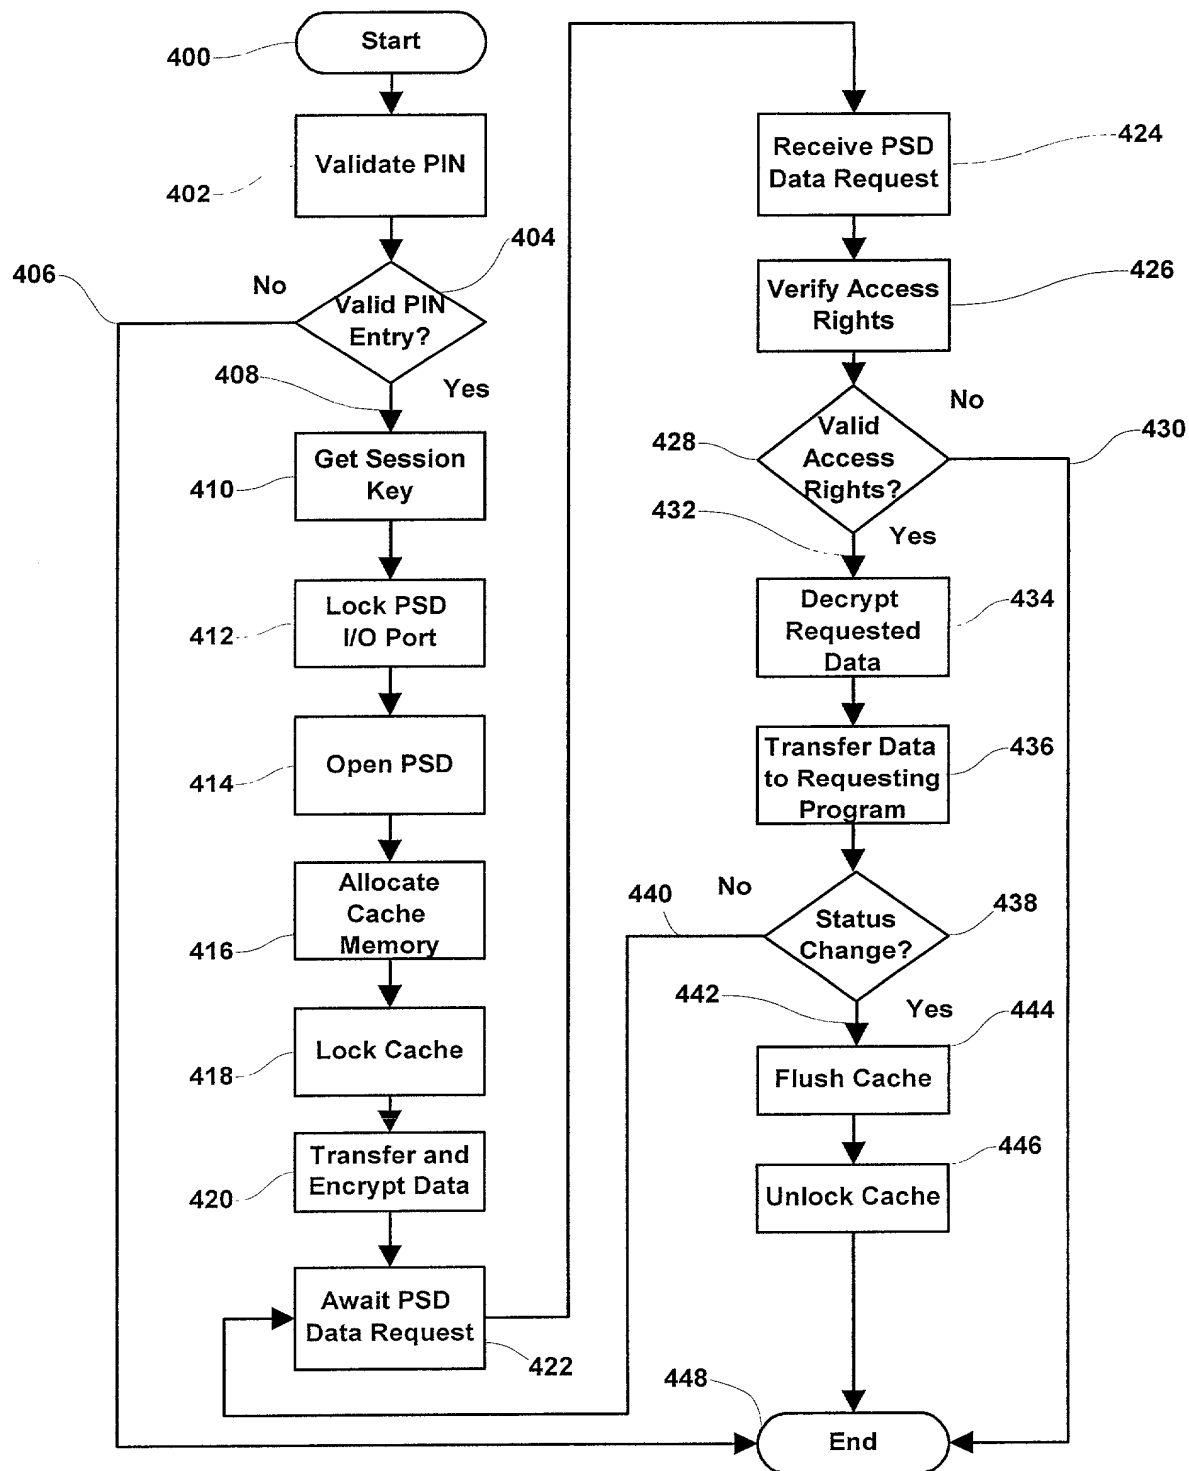 Start
400
Validate PIN
402
404
406
No
Valid PIN
Entry?
408
Yes
Get Session
Key
410
Lock PSD
I/O Port
412
Open PSD
414
Allocate
Cache
Memory
416
Lock Cache
418
Transfer and
Encrypt Data
420
Await PSD
Data Request
422
Receive PSD
Data Request
424
Verify Access
Rights
426
No
Valid
Access
Rights?
428
430
432
Yes
Decrypt
Requested
Data
434
Transfer Data
to Requesting
Program
436
No
440
Status
Change?
438
442
Yes
444
Flush Cache
446
Unlock Cache
448
End